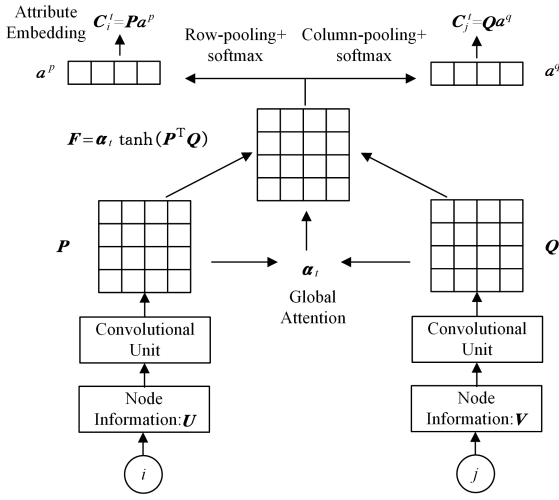 Attribute
Embedding
C_i^t=Pa^p
C_j^t=Qa^q
Row-pooling+
softmax
Column-pooling+
softmax
a^p
a^q
F=α_t tanh(P^T Q)
P
Q
α_t
Global
Attention
Convolutional
Unit
Convolutional
Unit
Node
Information:U
Node
Information:V
i
j